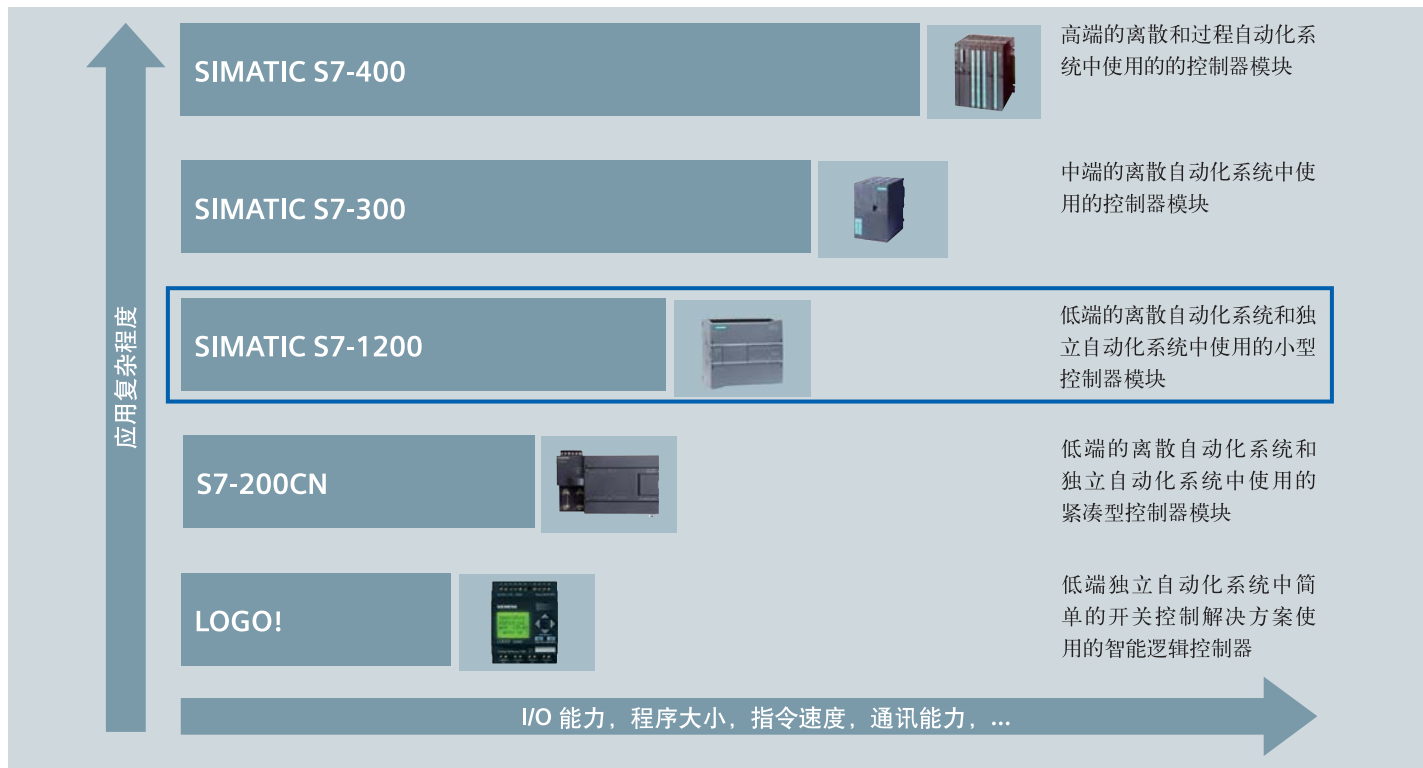 SIMATIC S7-400
高端的离散和过程自动化系
统中使用的的控制器模块
SIMATIC S7-300
中端的离散自动化系统中使
用的控制器模块
应用复杂程度
SIMATIC S7-1200
低端的离散自动化系统和独
立自动化系统中使用的小型
控制器模块
S7-200CN
低端的离散自动化系统和
独立自动化系统中使用的
紧凑型控制器模块
LOGO!
低端独立自动化系统中简
单的开关控制解决方案使
用的智能逻辑控制器
I/O 能力，程序大小，指令速度，通讯能力，...